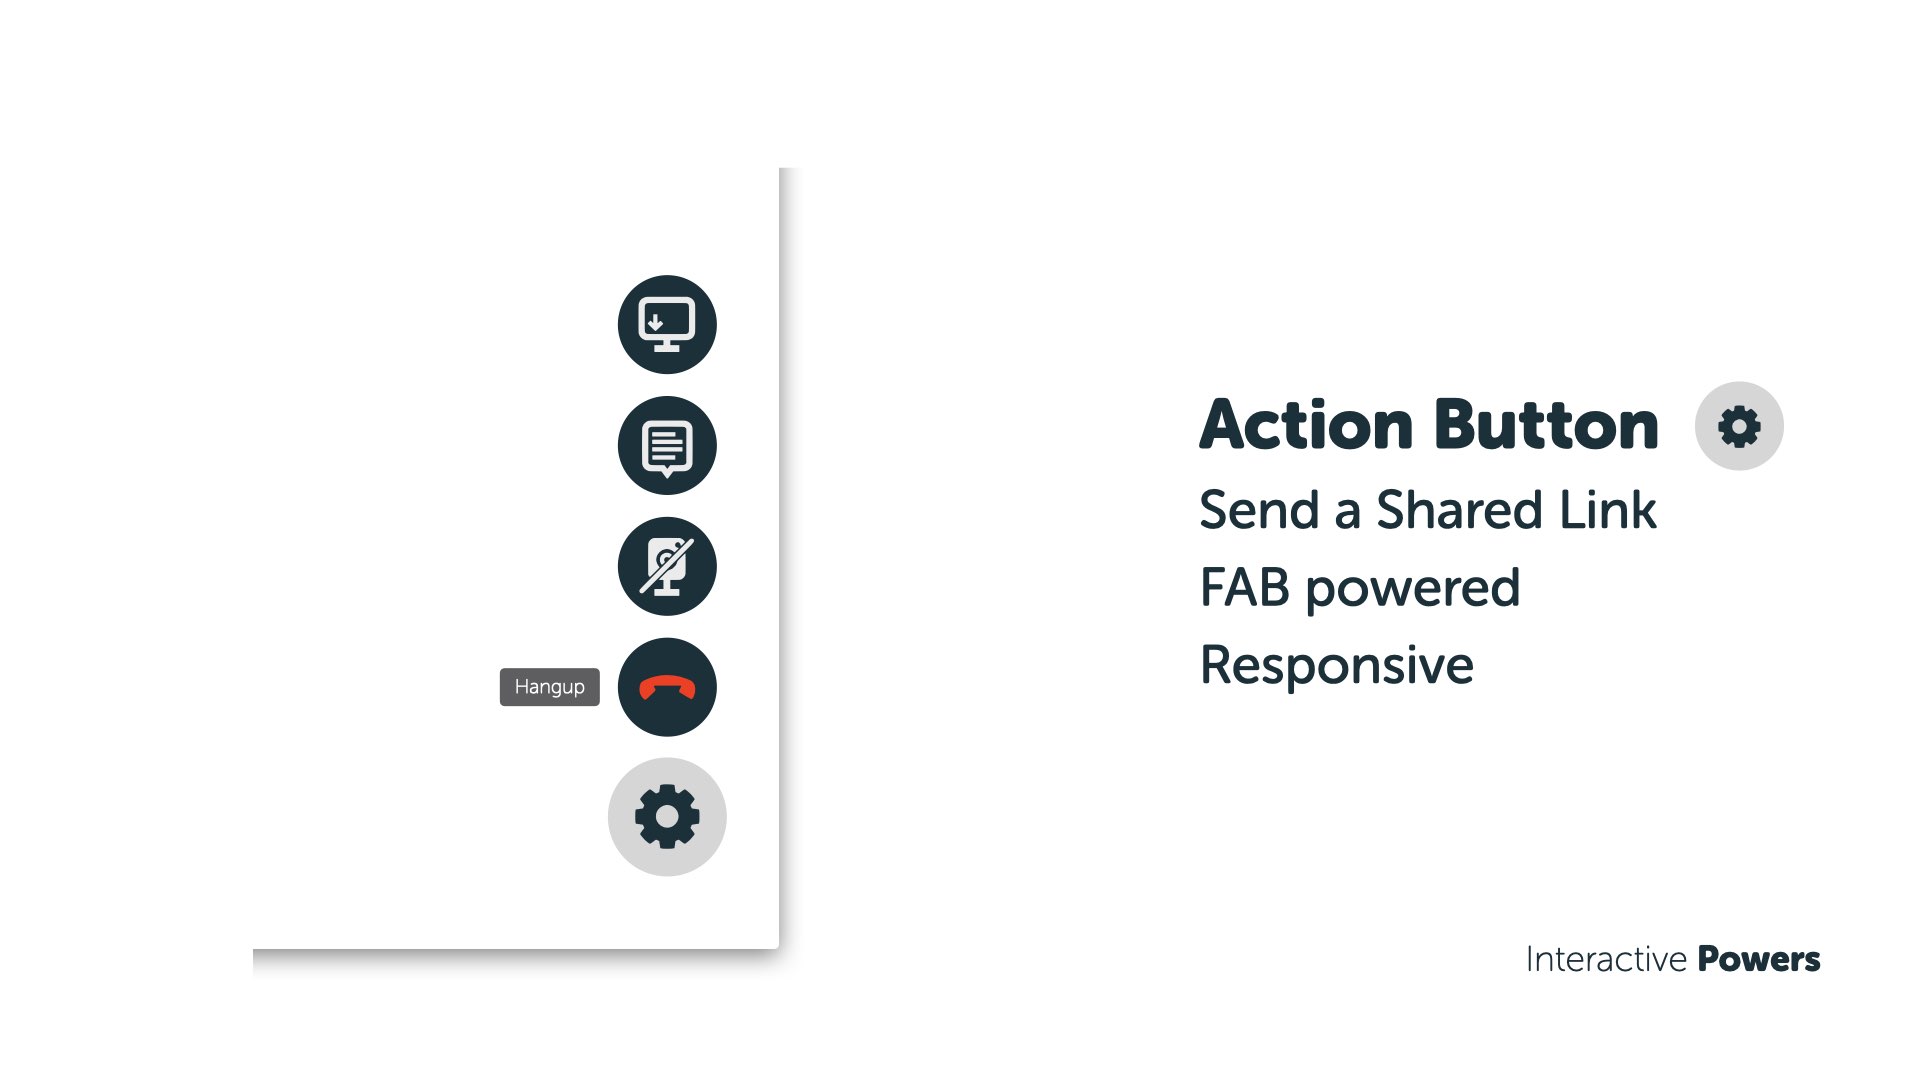 Hangup
Action Button
Send a Shared Link
FAB powered
Responsive
Interactive Powers